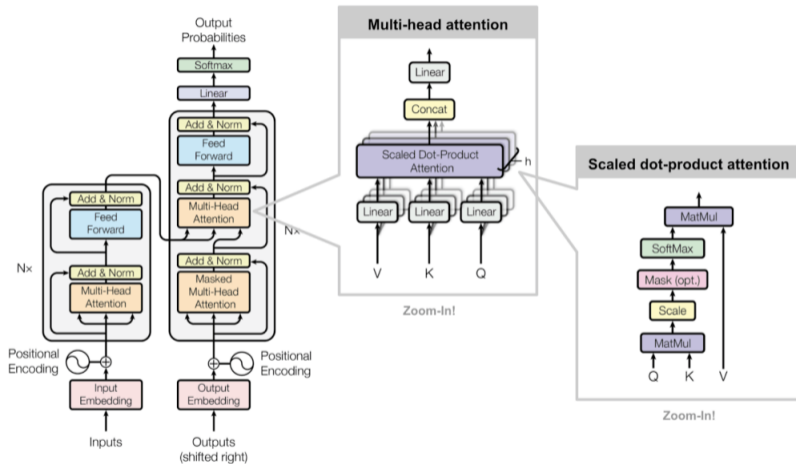 Output
Probabilities
Softmax
Linear
Add & Norm
Feed
Forward
Add & Norm
Multi-Head
Attention
Add & Norm
Masked
Multi-Head
Attention
Nx
Add & Norm
Feed
Forward
Add & Norm
Multi-Head
Attention
Nx
Positional
Encoding
Positional
Encoding
Input
Embedding
Output
Embedding
Inputs
Outputs
(shifted right)
Multi-head attention
Linear
Concat
Scaled Dot-Product
Attention
h
Linear
Linear
Linear
V
K
Q
Zoom-In!
Scaled dot-product attention
MatMul
SoftMax
Mask (opt.)
Scale
MatMul
Q
K
V
Zoom-In!